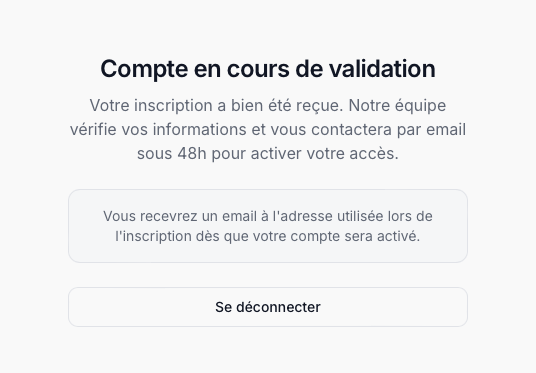 Compte en cours de validation
Votre inscription a bien été reçue. Notre équipe
vérifie vos informations et vous contactera par email
sous 48h pour activer votre accès.
Vous recevrez un email à l'adresse utilisée lors de
l'inscription dès que votre compte sera activé.
Se déconnecter